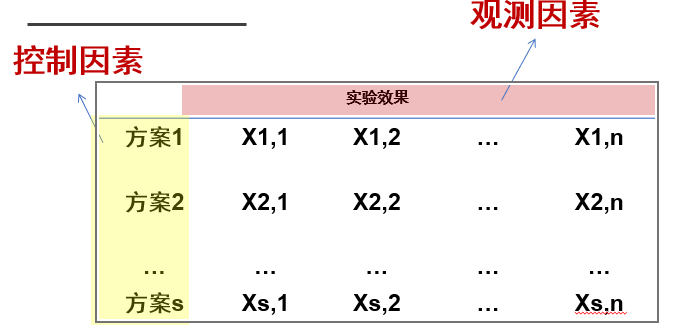 观测因素
控制因素
实验效果
方案1 X1,1 X1,2 … X1,n
方案2 X2,1 X2,2 … X2,n
… … … … …
方案s Xs,1 Xs,2 … Xs,n